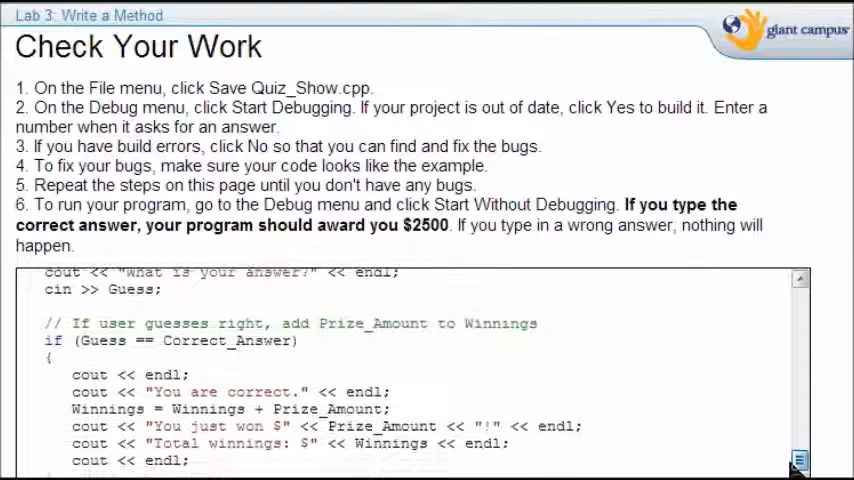 Lab 3: Write a Method
giant campus
Check Your Work
1. On the File menu, click Save Quiz_Show.cpp.
2. On the Debug menu, click Start Debugging. If your project is out of date, click Yes to build it. Enter a
number when it asks for an answer.
3. If you have build errors, click No so that you can find and fix the bugs.
4. To fix your bugs, make sure your code looks like the example.
5. Repeat the steps on this page until you don't have any bugs.
6. To run your program, go to the Debug menu and click Start Without Debugging. If you type the
correct answer, your program should award you $2500. If you type in a wrong answer, nothing will
happen.
cout << "What is your answer?" << endl;
cin >> Guess;
// If user guesses right, add Prize_Amount to Winnings
if (Guess == Correct_Answer)
{
cout << endl;
cout << "You are correct." << endl;
Winnings = Winnings + Prize_Amount;
cout << "You just won $" << Prize_Amount << "!" << endl;
cout << "Total winnings: $" << Winnings << endl;
cout << endl;